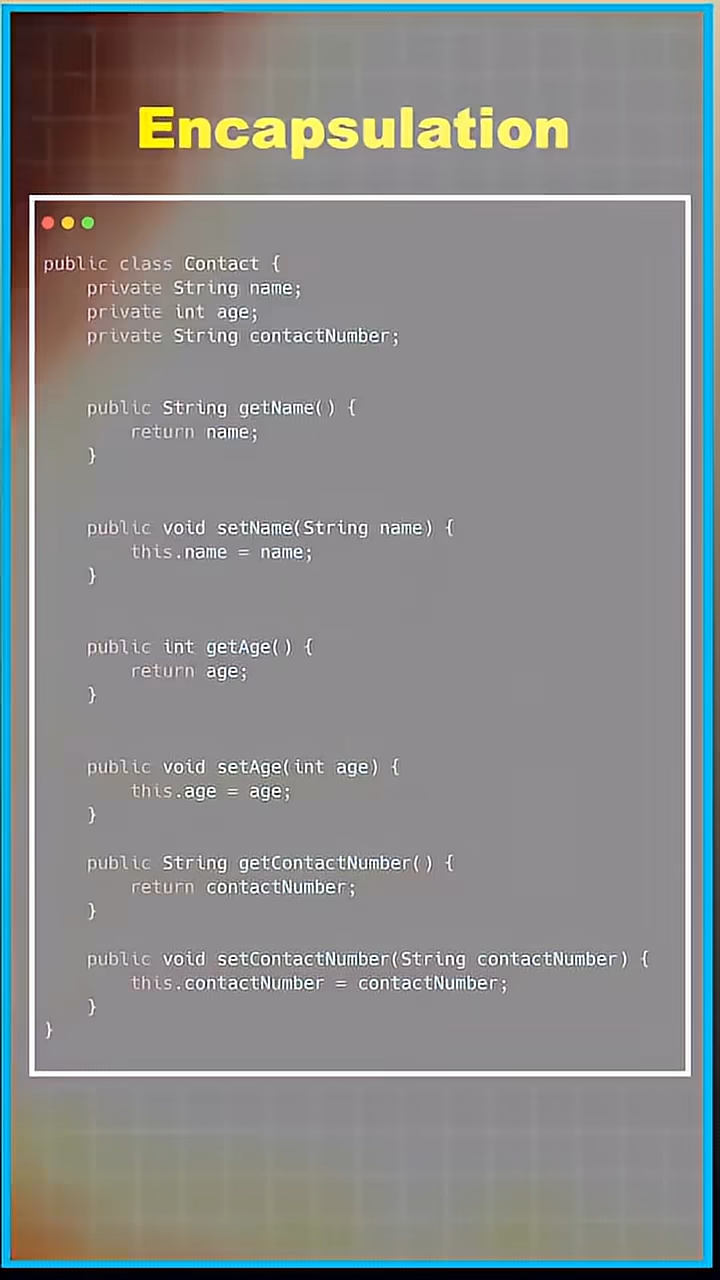 Encapsulation
public class Contact {
    private String name;
    private int age;
    private String contactNumber;
    public String getName() {
        return name;
    }
    public void setName(String name) {
        this.name = name;
    }
    public int getAge() {
        return age;
    }
    public void setAge(int age) {
        this.age = age;
    }
    public String getContactNumber() {
        return contactNumber;
    }
    public void setContactNumber(String contactNumber) {
        this.contactNumber = contactNumber;
    }
}